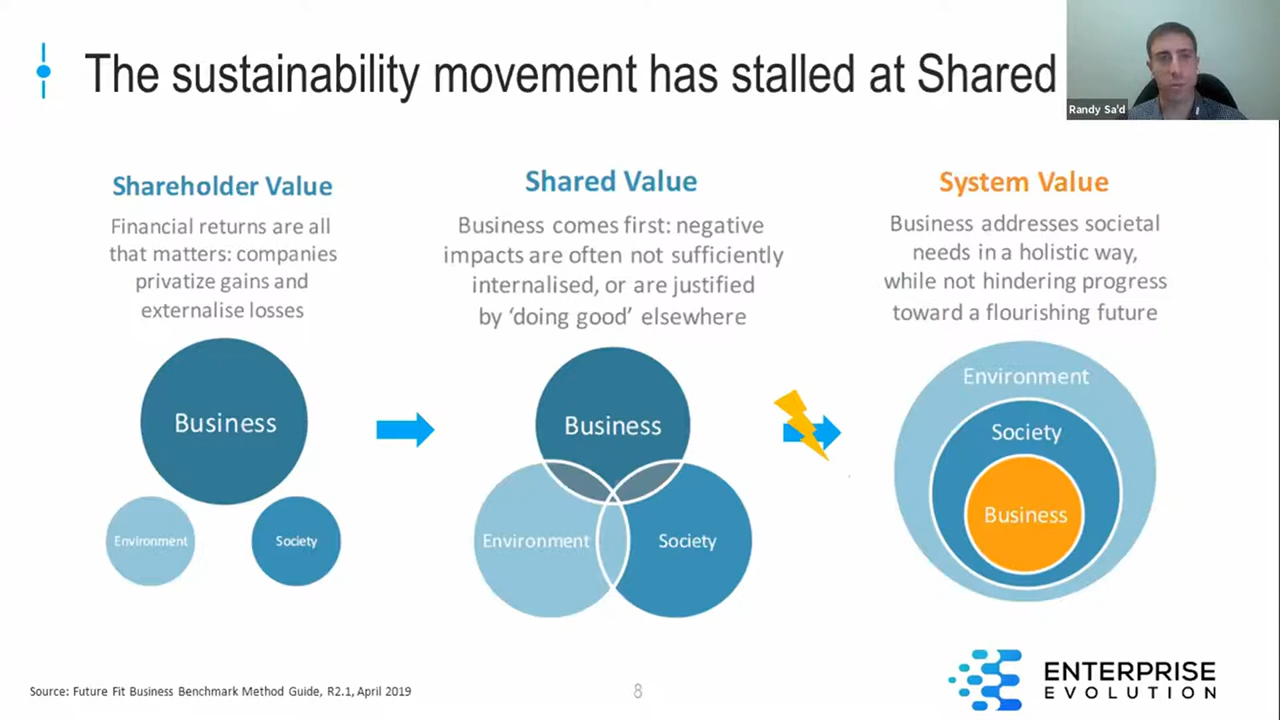 The sustainability movement has stalled at Shared
Randy Sa'd
Shareholder Value
Financial returns are all
that matters: companies
privatize gains and
externalise losses
Business
Environment
Society
Shared Value
Business comes first: negative
impacts are often not sufficiently
internalised, or are justified
by ‘doing good’ elsewhere
Business
Environment
Society
System Value
Business addresses societal
needs in a holistic way,
while not hindering progress
toward a flourishing future
Environment
Society
Business
Source: Future Fit Business Benchmark Method Guide, R2.1, April 2019
8
ENTERPRISE
EVOLUTION